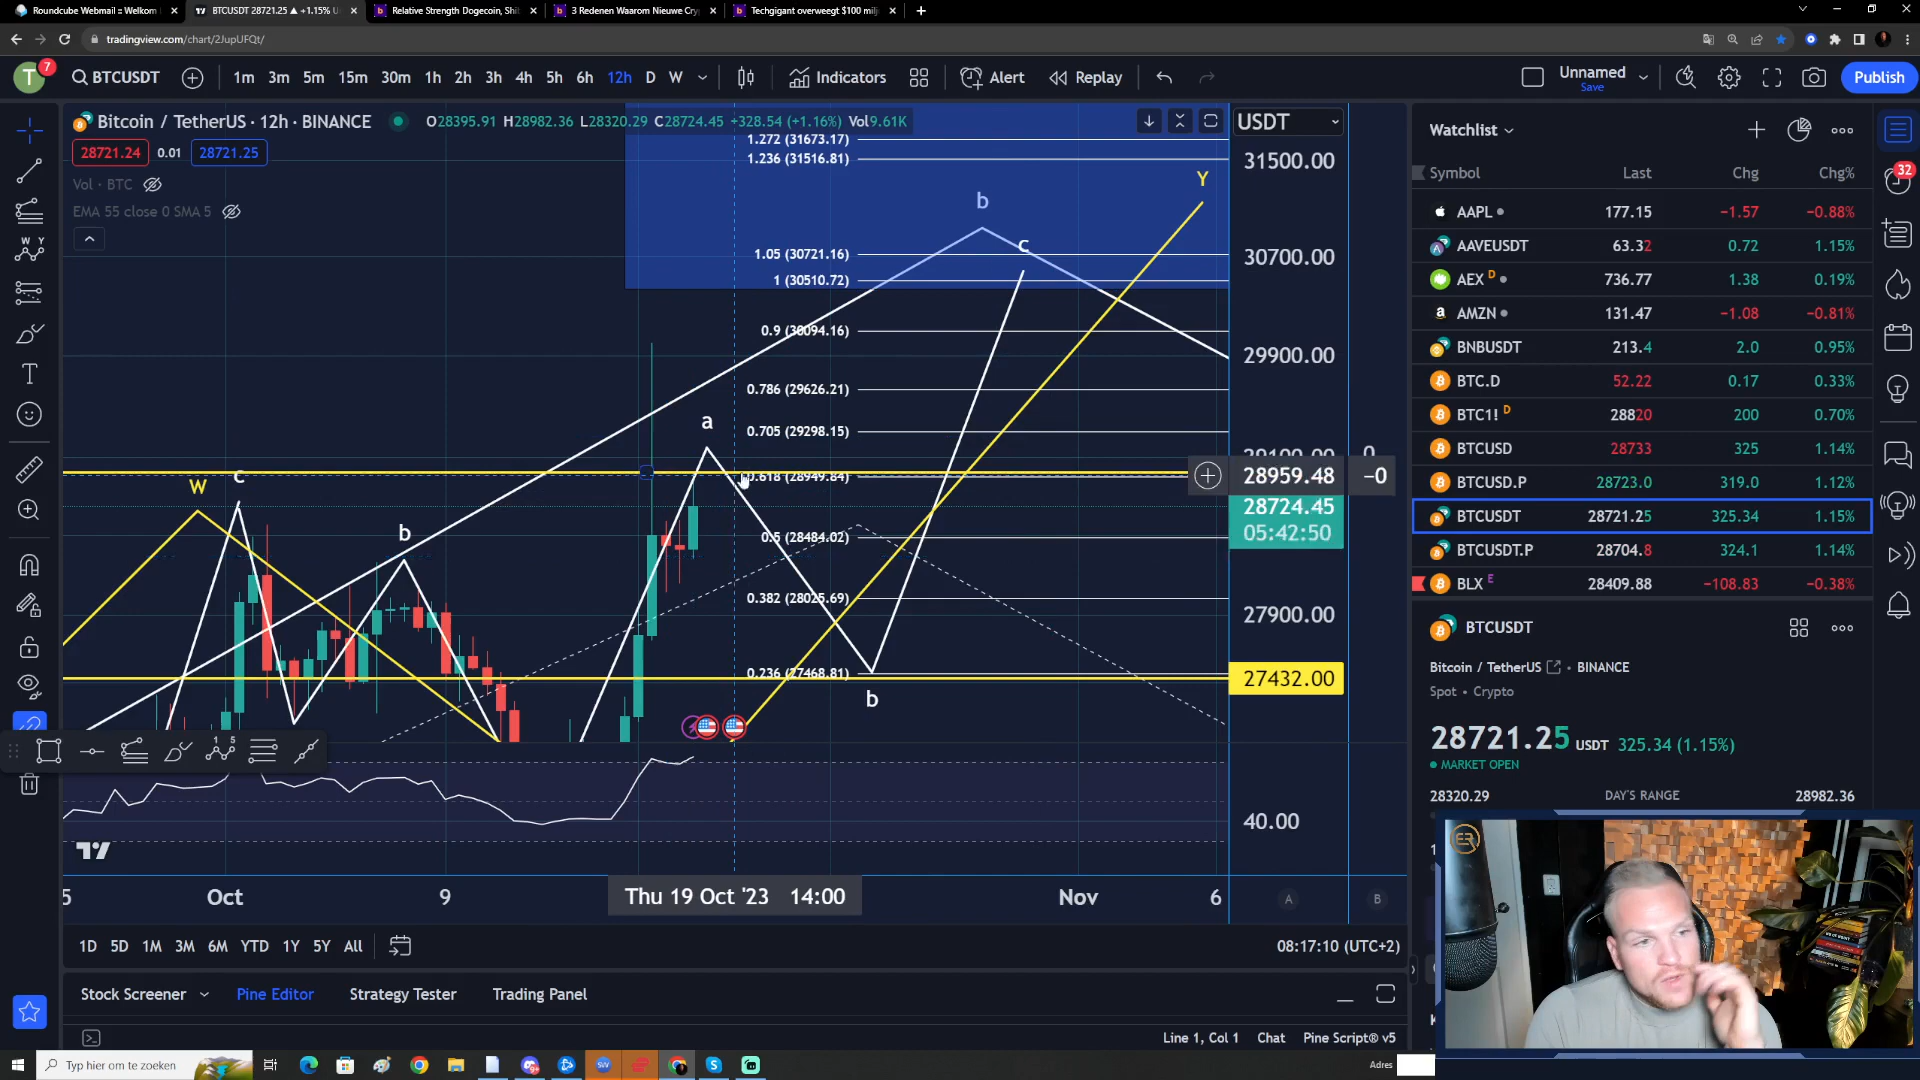 Roundcube Webmail :: Welkom
BTCUSDT 28721.25 ▲ +1.15%
Relative Strength Dogecoin, Shi
3 Redenen Waarom Nieuwe Cry
Techgigant overweegt $100 milj
tradingview.com/chart/2JupUFQt/
T 7 BTCUSDT 1m 3m 5m 15m 30m 1h 2h 3h 4h 5h 6h 12h D W Indicators Alert Replay Unnamed Save Publish
Bitcoin / TetherUS · 12h · BINANCE O28395.91 H28982.36 L28320.29 C28724.45 +328.54 (+1.16%) Vol9.61K USDT
28721.24 0.01 28721.25
Vol · BTC
EMA 55 close 0 SMA 5
1.272 (31673.17)
1.236 (31516.81)
1.05 (30721.16)
1 (30510.72)
0.9 (30094.16)
0.786 (29626.21)
0.705 (29298.15)
0.618 (28949.84)
0.5 (28484.02)
0.382 (28025.69)
0.236 (27468.81)
W
c
b
a
b
b
c
Y
31500.00
30700.00
29900.00
29100.00
0
28959.48 −0
28724.45
05:42:50
27900.00
27432.00
40.00
5 Oct 9 Thu 19 Oct '23 14:00 Nov 6 A B
1D 5D 1M 3M 6M YTD 1Y 5Y All 08:17:10 (UTC+2)
Stock Screener Pine Editor Strategy Tester Trading Panel
Line 1, Col 1 Chat Pine Script® v5
Watchlist
32
Symbol Last Chg Chg%
AAPL 177.15 −1.57 −0.88%
AAVEUSDT 63.32 0.72 1.15%
AEX D 736.77 1.38 0.19%
AMZN 131.47 −1.08 −0.81%
BNBUSDT 213.4 2.0 0.95%
BTC.D 52.22 0.17 0.33%
BTC1! D 28820 200 0.70%
BTCUSD 28733 325 1.14%
BTCUSD.P 28723.0 319.0 1.12%
BTCUSDT 28721.25 325.34 1.15%
BTCUSDT.P 28704.8 324.1 1.14%
BLX E 28409.88 −108.83 −0.38%
BTCUSDT
Bitcoin / TetherUS • BINANCE
Spot • Crypto
28721.25 USDT 325.34 (1.15%)
MARKET OPEN
28320.29 DAY'S RANGE 28982.36
Typ hier om te zoeken
Adres